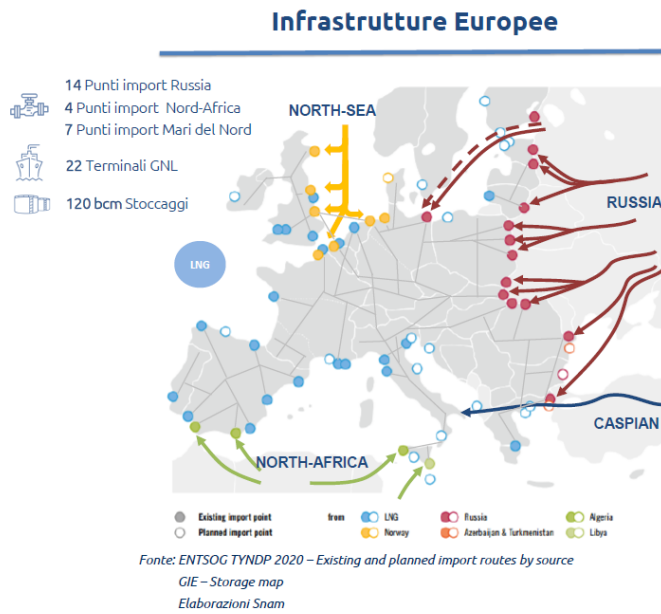 Infrastrutture Europee
14 Punti import Russia
4 Punti import Nord-Africa
7 Punti import Mari del Nord
22 Terminali GNL
120 bcm Stoccaggi
NORTH-SEA
RUSSIA
LNG
CASPIAN
NORTH-AFRICA
Existing import point
Planned import point
from
LNG
Norway
Russia
Azerbaijan & Turkmenistan
Algeria
Libya
Fonte: ENTSOG TYNDP 2020 – Existing and planned import routes by source
GIE – Storage map
Elaborazioni Snam